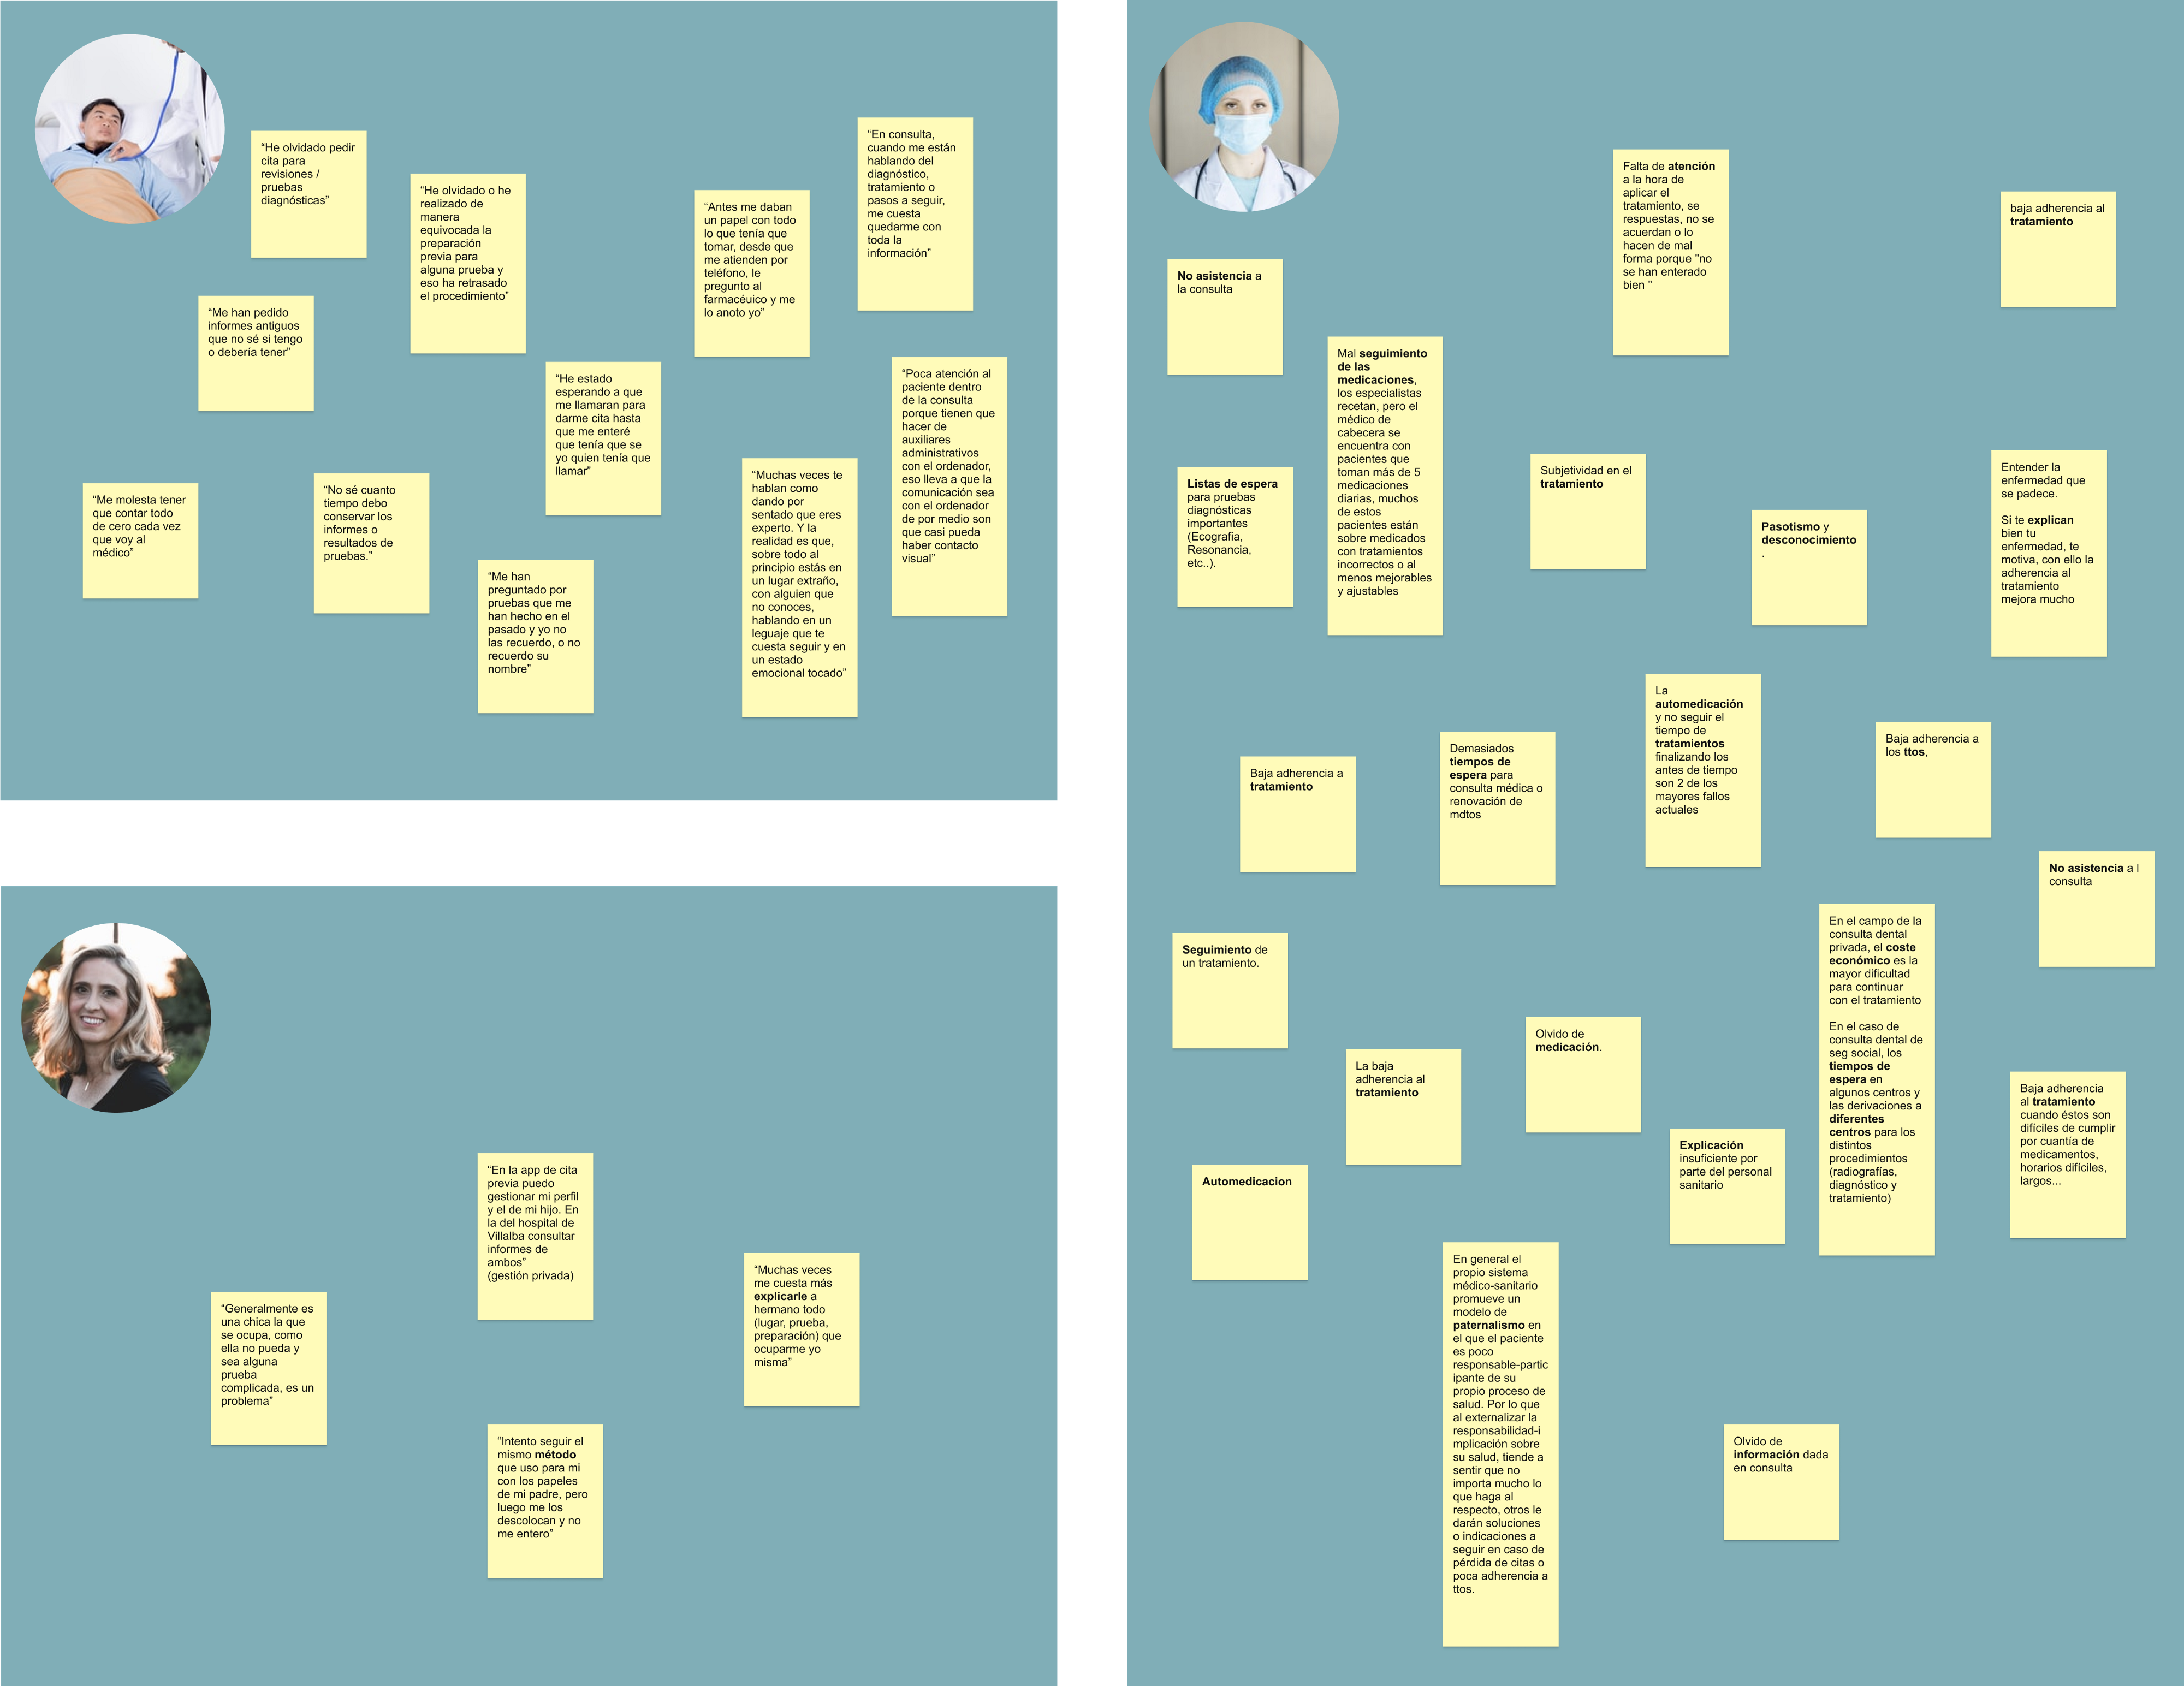 “He olvidado pedir
cita para
revisiones /
pruebas
diagnósticas”
“He olvidado o he
realizado de
manera
equivocada la
preparación
previa para
alguna prueba y
eso ha retrasado
el procedimiento”
“Antes me daban
un papel con todo
lo que tenía que
tomar, desde que
me atienden por
teléfono, le
pregunto al
farmacéuico y me
lo anoto yo”
“En consulta,
cuando me están
hablando del
diagnóstico,
tratamiento o
pasos a seguir,
me cuesta
quedarme con
toda la
información”
“Me han pedido
informes antiguos
que no sé si tengo
o debería tener”
“He estado
esperando a que
me llamaran para
darme cita hasta
que me enteré
que tenía que se
yo quien tenía que
llamar”
“Poca atención al
paciente dentro
de la consulta
porque tienen que
hacer de
auxiliares
administrativos
con el ordenador,
eso lleva a que la
comunicación sea
con el ordenador
de por medio son
que casi pueda
haber contacto
visual”
“Me molesta tener
que contar todo
de cero cada vez
que voy al
médico”
“No sé cuanto
tiempo debo
conservar los
informes o
resultados de
pruebas.”
“Muchas veces te
hablan como
dando por
sentado que eres
experto. Y la
realidad es que,
sobre todo al
principio estás en
un lugar extraño,
con alguien que
no conoces,
hablando en un
leguaje que te
cuesta seguir y en
un estado
emocional tocado”
“Me han
preguntado por
pruebas que me
han hecho en el
pasado y yo no
las recuerdo, o no
recuerdo su
nombre”
“En la app de cita
previa puedo
gestionar mi perfil
y el de mi hijo. En
la del hospital de
Villalba consultar
informes de
ambos”
(gestión privada)
“Muchas veces
me cuesta más
explicarle a
hermano todo
(lugar, prueba,
preparación) que
ocuparme yo
misma”
“Generalmente es
una chica la que
se ocupa, como
ella no pueda y
sea alguna
prueba
complicada, es un
problema”
“Intento seguir el
mismo método
que uso para mi
con los papeles
de mi padre, pero
luego me los
descolocan y no
me entero”
Falta de atención
a la hora de
aplicar el
tratamiento, se
respuestas, no se
acuerdan o lo
hacen de mal
forma porque "no
se han enterado
bien "
baja adherencia al
tratamiento
No asistencia a
la consulta
Mal seguimiento
de las
medicaciones,
los especialistas
recetan, pero el
médico de
cabecera se
encuentra con
pacientes que
toman más de 5
medicaciones
diarias, muchos
de estos
pacientes están
sobre medicados
con tratamientos
incorrectos o al
menos mejorables
y ajustables
Listas de espera
para pruebas
diagnósticas
importantes
(Ecografia,
Resonancia,
etc..).
Subjetividad en el
tratamiento
Pasotismo y
desconocimiento
.
Entender la
enfermedad que
se padece.
Si te explican
bien tu
enfermedad, te
motiva, con ello la
adherencia al
tratamiento
mejora mucho
La
automedicación
y no seguir el
tiempo de
tratamientos
finalizando los
antes de tiempo
son 2 de los
mayores fallos
actuales
Baja adherencia a
los ttos,
Baja adherencia a
tratamiento
Demasiados
tiempos de
espera para
consulta médica o
renovación de
mdtos
No asistencia a l
consulta
Seguimiento de
un tratamiento.
En el campo de la
consulta dental
privada, el coste
económico es la
mayor dificultad
para continuar
con el tratamiento
En el caso de
consulta dental de
seg social, los
tiempos de
espera en
algunos centros y
las derivaciones a
diferentes
centros para los
distintos
procedimientos
(radiografías,
diagnóstico y
tratamiento)
Olvido de
medicación.
La baja
adherencia al
tratamiento
Baja adherencia
al tratamiento
cuando éstos son
difíciles de cumplir
por cuantía de
medicamentos,
horarios difíciles,
largos...
Explicación
insuficiente por
parte del personal
sanitario
Automedicacion
En general el
propio sistema
médico-sanitario
promueve un
modelo de
paternalismo en
el que el paciente
es poco
responsable-partic
ipante de su
propio proceso de
salud. Por lo que
al externalizar la
responsabilidad-i
mplicación sobre
su salud, tiende a
sentir que no
importa mucho lo
que haga al
respecto, otros le
darán soluciones
o indicaciones a
seguir en caso de
pérdida de citas o
poca adherencia a
ttos.
Olvido de
información dada
en consulta